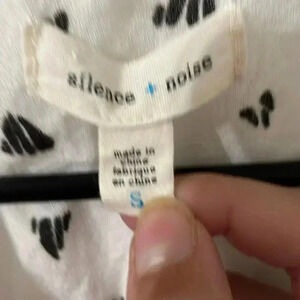 silence + noise
made in
china
fabriqué
en chine
S